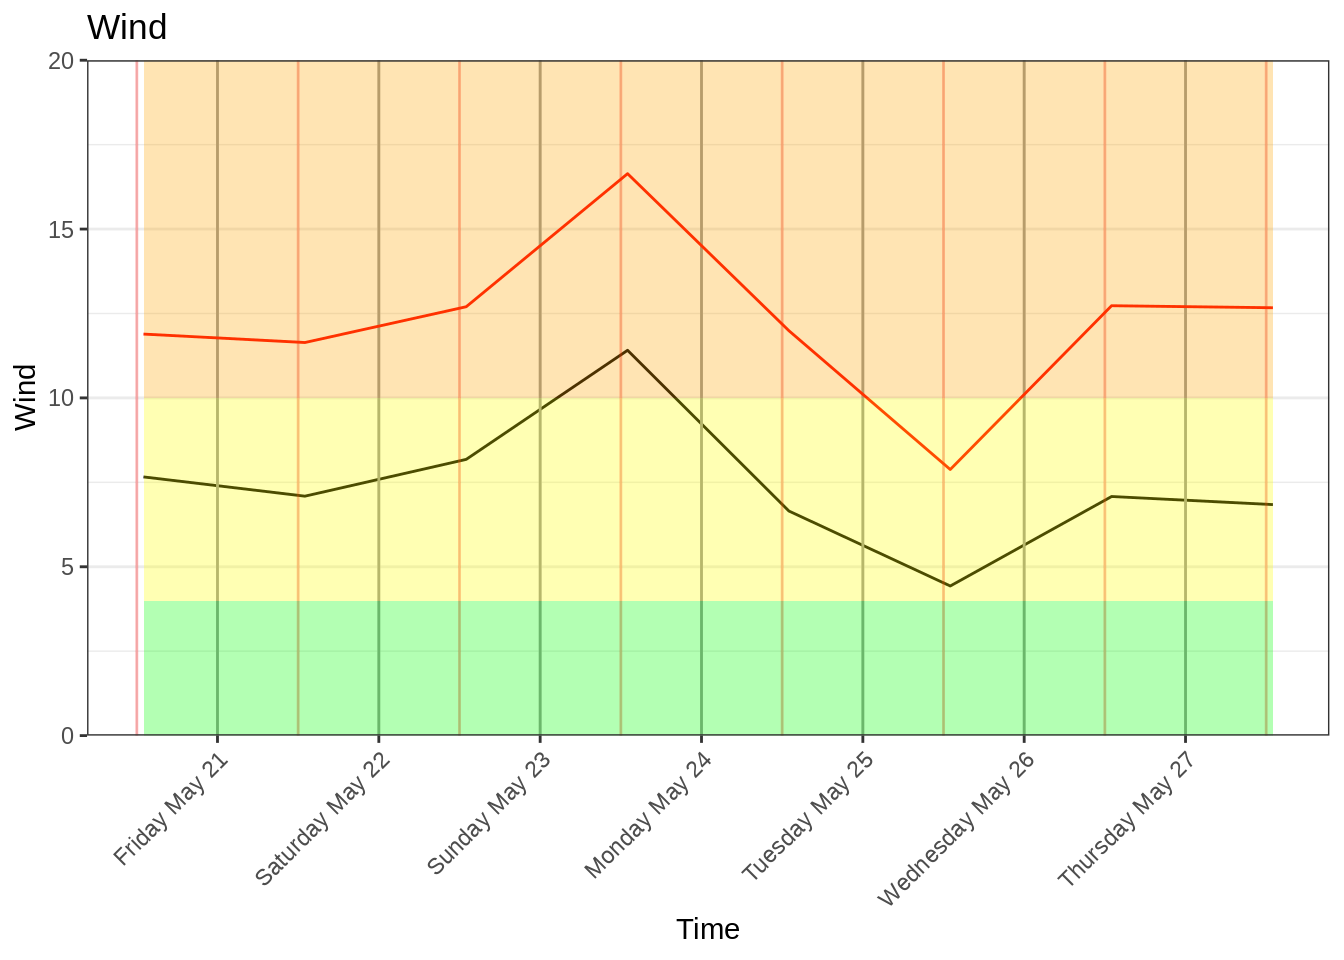 Wind
Wind
20
15
10
5
0
Friday May 21
Saturday May 22
Sunday May 23
Monday May 24
Tuesday May 25
Wednesday May 26
Thursday May 27
Time